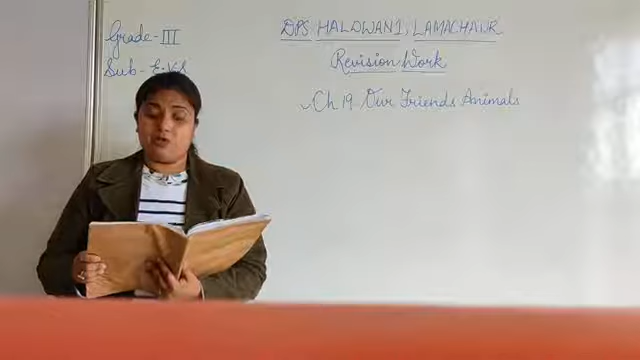 Grade-III
Sub- E.V.S
DPS HALDWANI, LAMACHAUR
Revision Work
Ch 19 Our Friends Animals